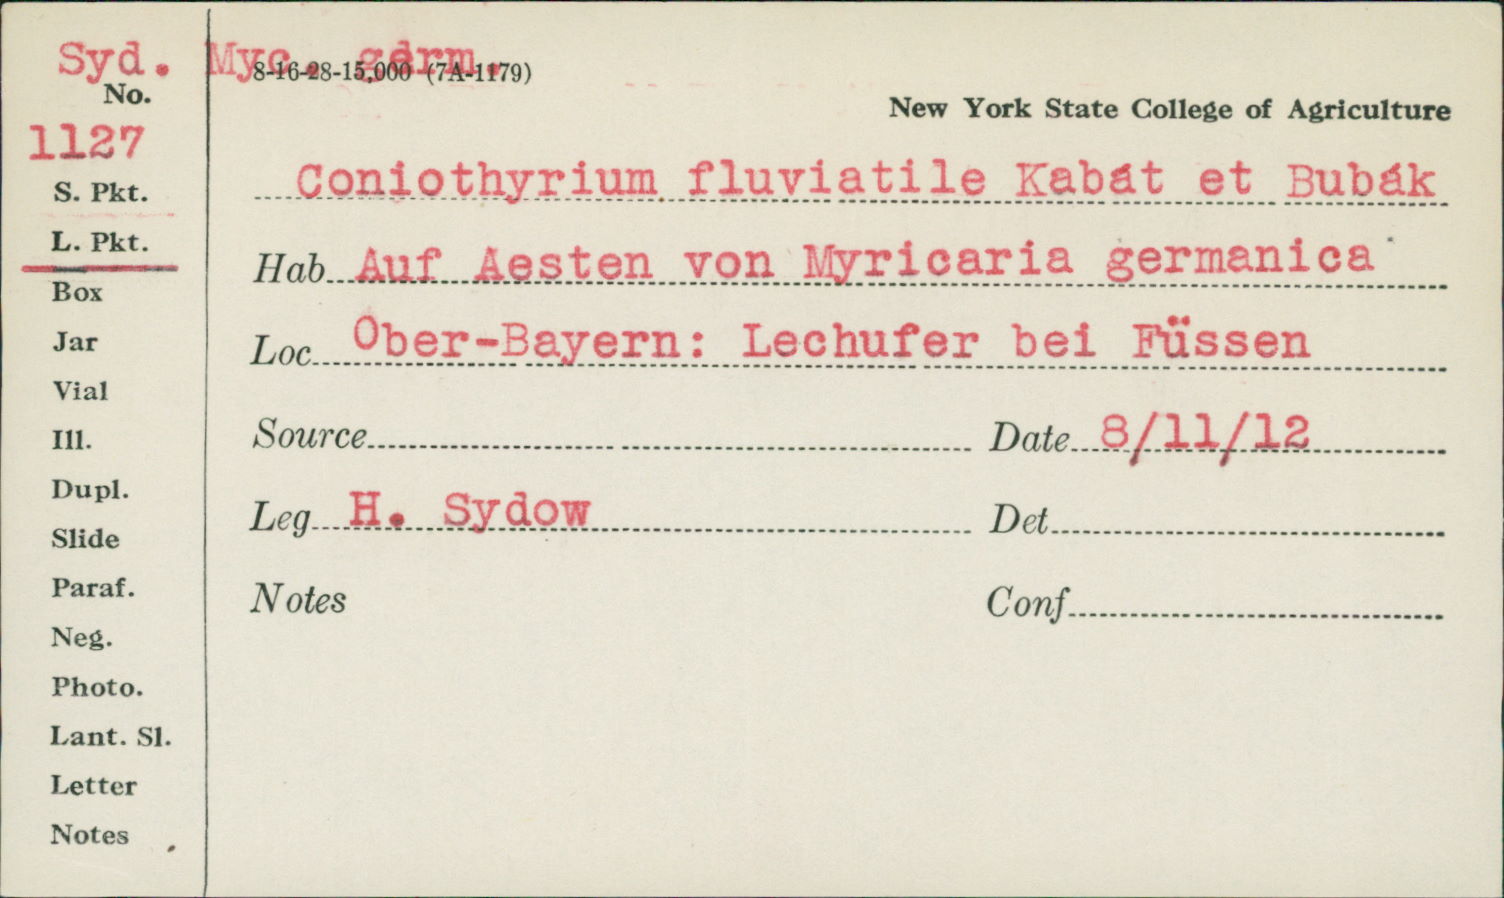 Syd. Myc. germ.
8-16-28-15,000 (7A-1179)
No.
New York State College of Agriculture
1127
Coniothyrium fluviatile Kabát et Bubák
S. Pkt.
L. Pkt.
Hab Auf Aesten von Myricaria germanica
Box
Jar
Loc Ober-Bayern: Lechufer bei Füssen
Vial
Ill.
Source Date 8/11/12
Dupl.
Leg H. Sydow Det
Slide
Paraf.
Notes Conf
Neg.
Photo.
Lant. Sl.
Letter
Notes